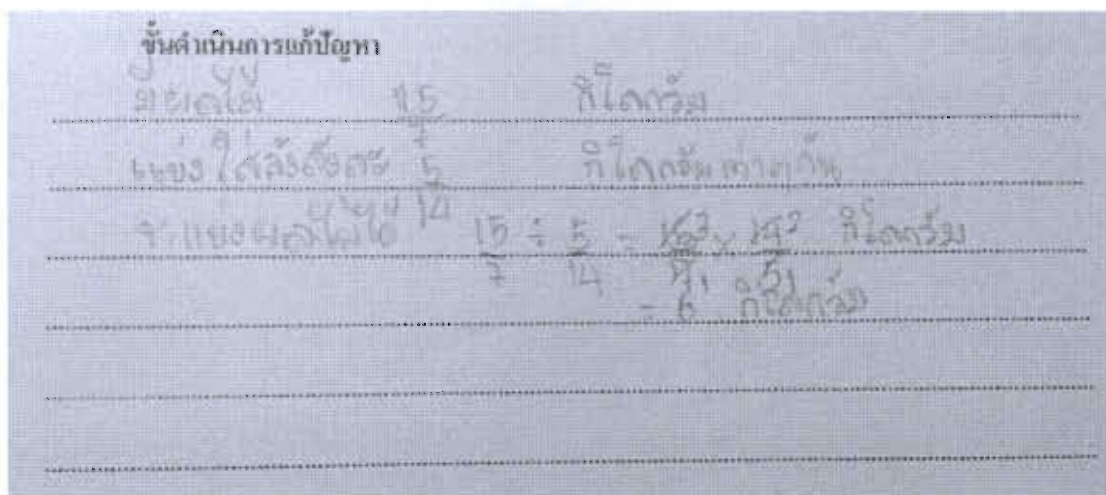 ขั้นดำเนินการแก้ปัญหา
มีผลไม้ 15/7 กิโลกรัม
แบ่งใส่ลังลังละ 5/14 กิโลกรัมเท่าๆกัน
จะแบ่งผลไม้ได้ 15/7 ÷ 5/14 = 15³/7₁ × 14²/5₁ กิโลกรัม
= 6 กิโลกรัม